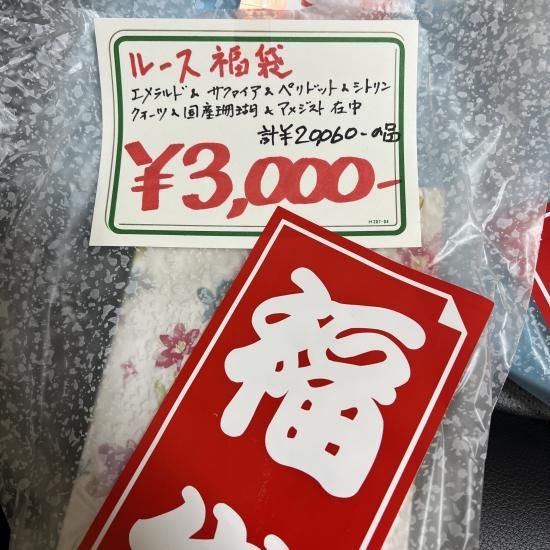 ルース 福袋
エメラルド & サファイア & ペリドット & シトリン
クォーツ & 国産珊瑚 & アメジスト 在中
計¥20,060-の品
¥3,000-
福